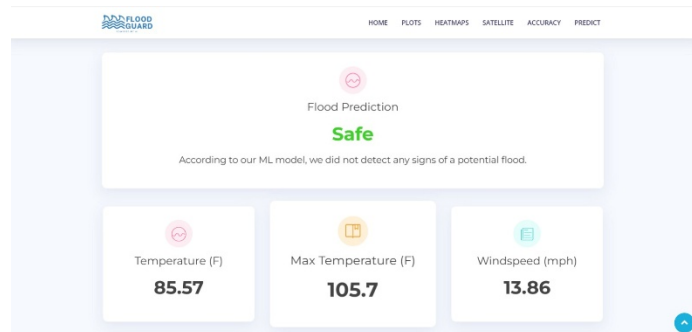 FLOOD
GUARD
HOME PLOTS HEATMAPS SATELLITE ACCURACY PREDICT
Flood Prediction
Safe
According to our ML model, we did not detect any signs of a potential flood.
Temperature (F)
85.57
Max Temperature (F)
105.7
Windspeed (mph)
13.86